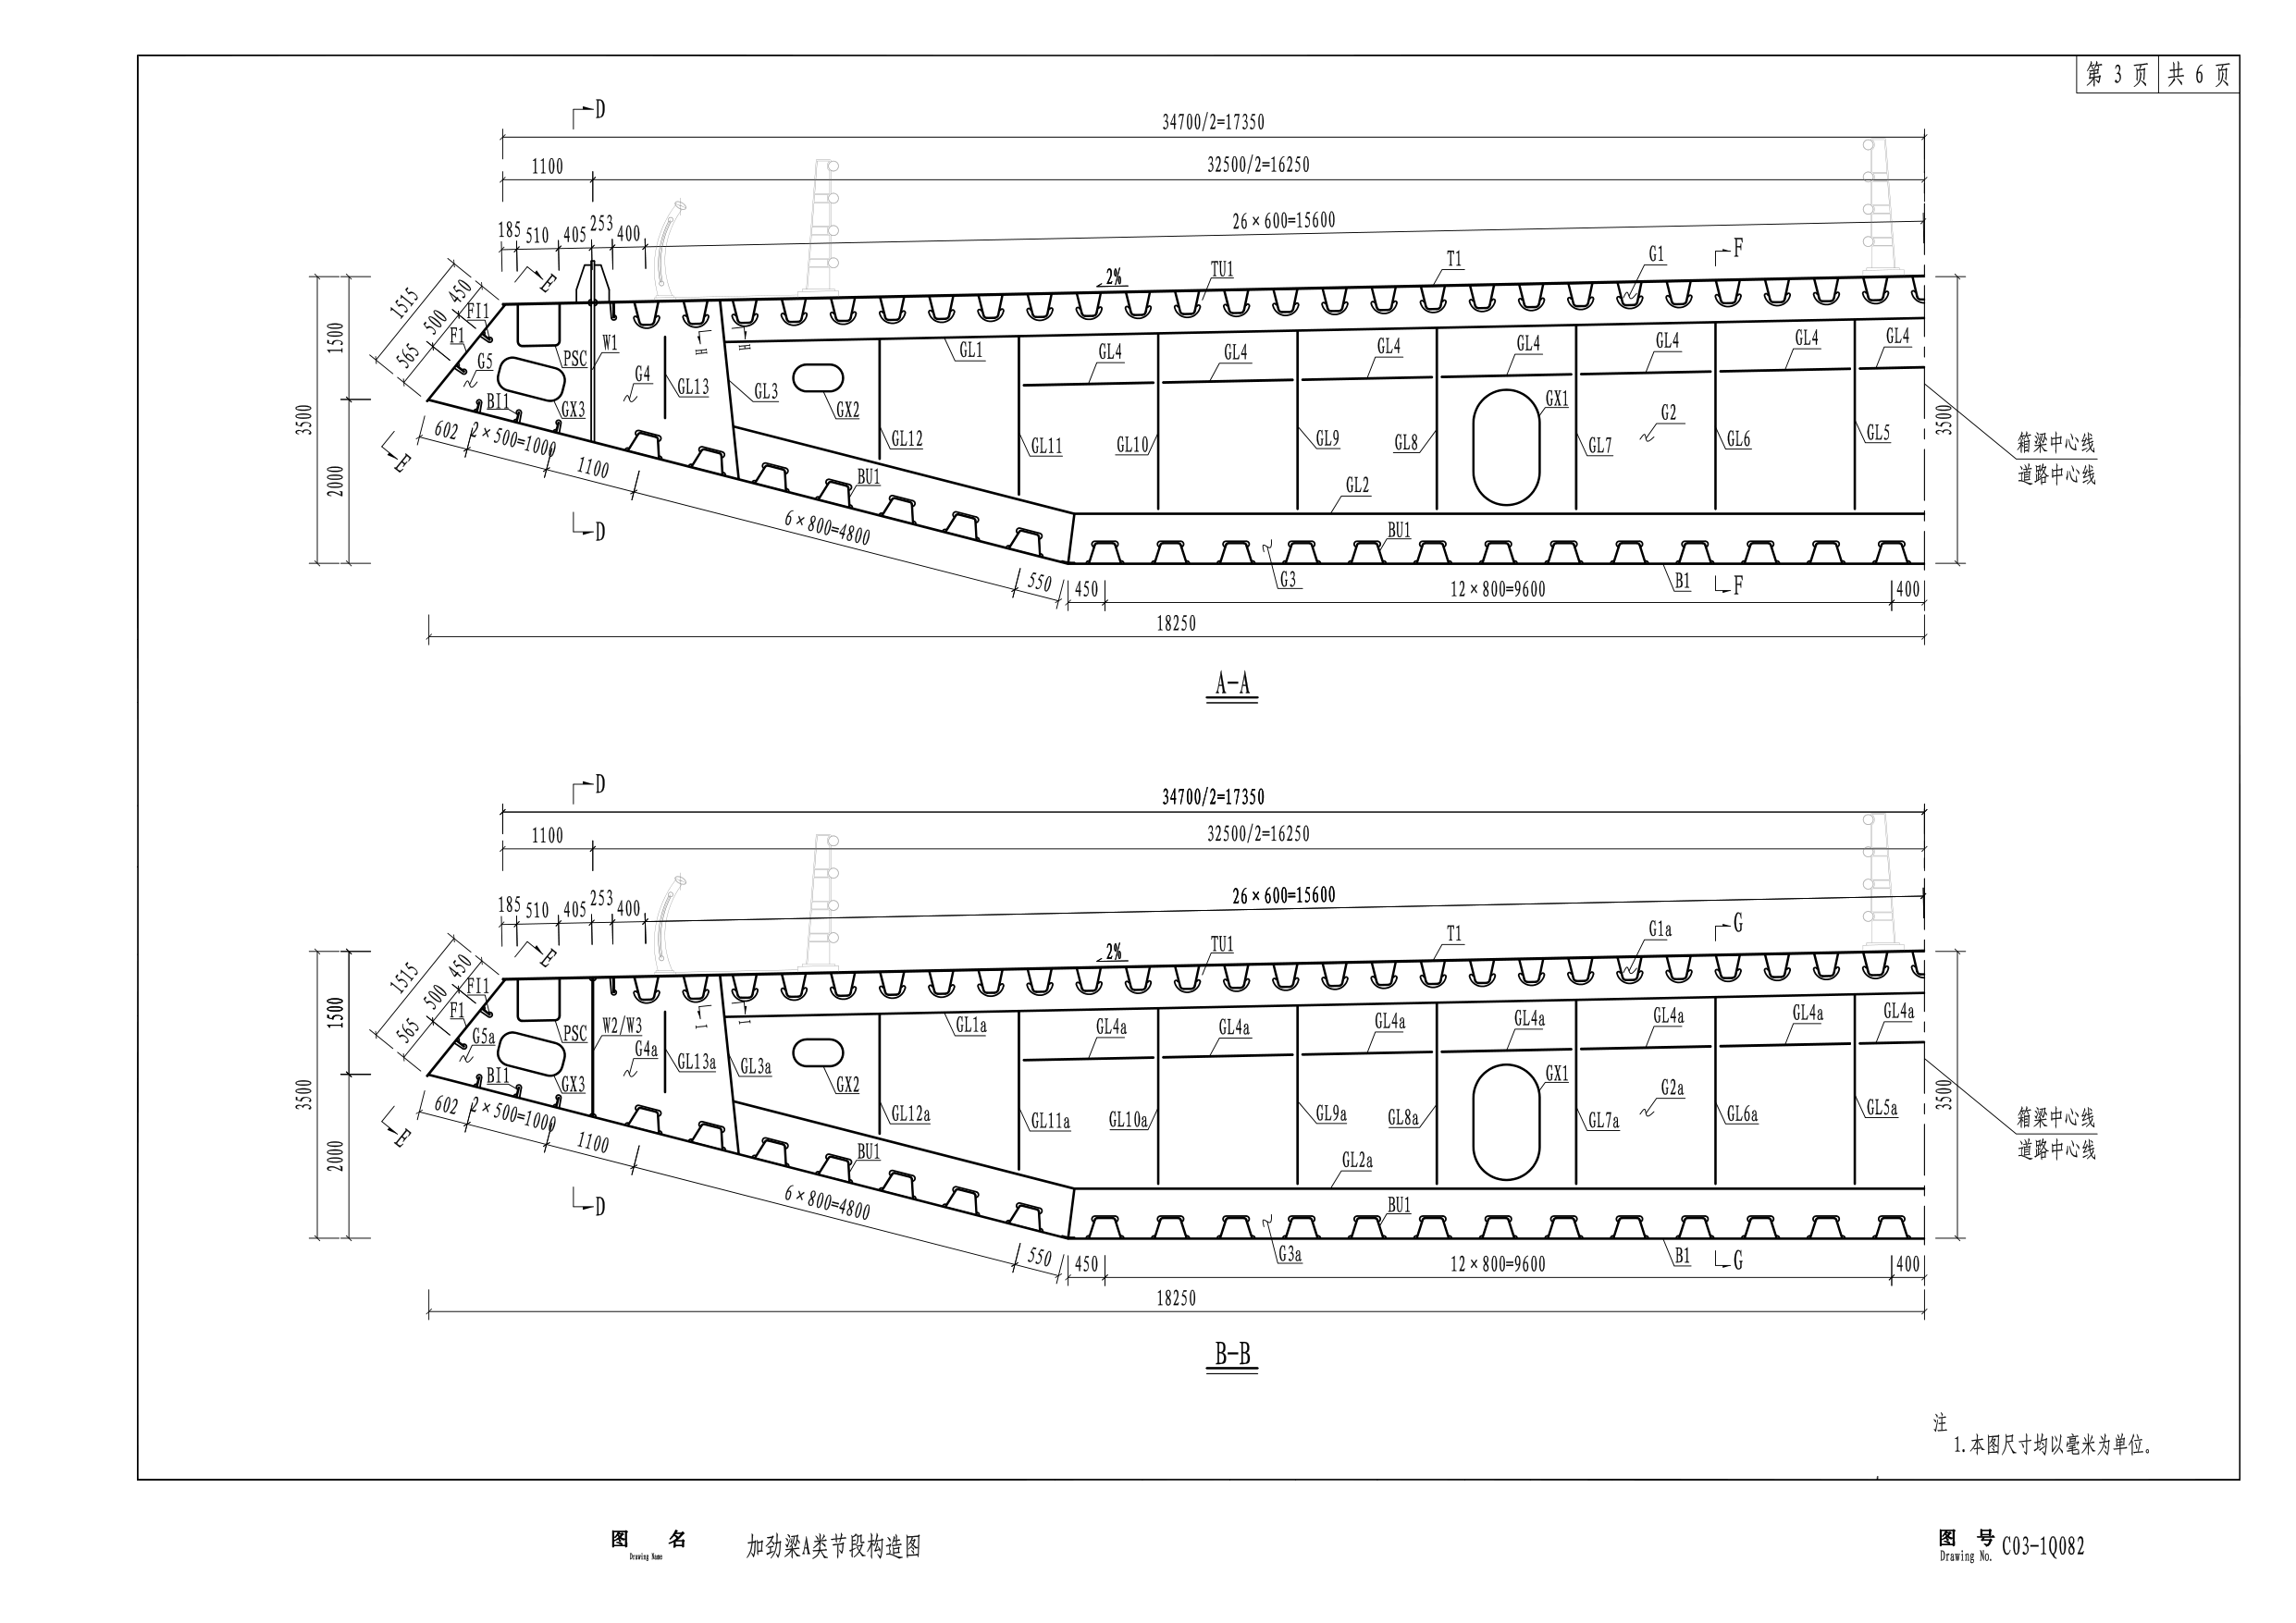 第 3 页 共 6 页
D
34700/2=17350
1100 32500/2=16250
185 510 405 253 400 26×600=15600
E
1515 450 500 565
FI1 F1 G5 PSC W1 G4 GL13 GL3
2% TU1 T1 G1 F
GL1 GL4 GL4 GL4 GL4 GL4 GL4 GL4
H H
1500 2000 3500
BI1 GX3 GX2 GX1 G2
GL12 GL11 GL10 GL9 GL8 GL7 GL6 GL5
3500
箱梁中心线
道路中心线
E
602 2×500=1000 1100 6×800=4800 550
BU1 GL2 BU1
D
G3 B1 F
450 12×800=9600 400
18250
A-A
D
34700/2=17350
1100 32500/2=16250
185 510 405 253 400 26×600=15600
E
1515 450 500 565
FI1 F1 G5a PSC W2/W3 G4a GL13a GL3a
2% TU1 T1 G1a G
GL1a GL4a GL4a GL4a GL4a GL4a GL4a GL4a
I I
1500 2000 3500
BI1 GX3 GX2 GX1 G2a
GL12a GL11a GL10a GL9a GL8a GL7a GL6a GL5a
3500
箱梁中心线
道路中心线
E
602 2×500=1000 1100 6×800=4800 550
BU1 GL2a BU1
D
G3a B1 G
450 12×800=9600 400
18250
B-B
注
1.本图尺寸均以毫米为单位。
图 名 加劲梁A类节段构造图
Drawing Name
图 号 C03-1Q082
Drawing No.